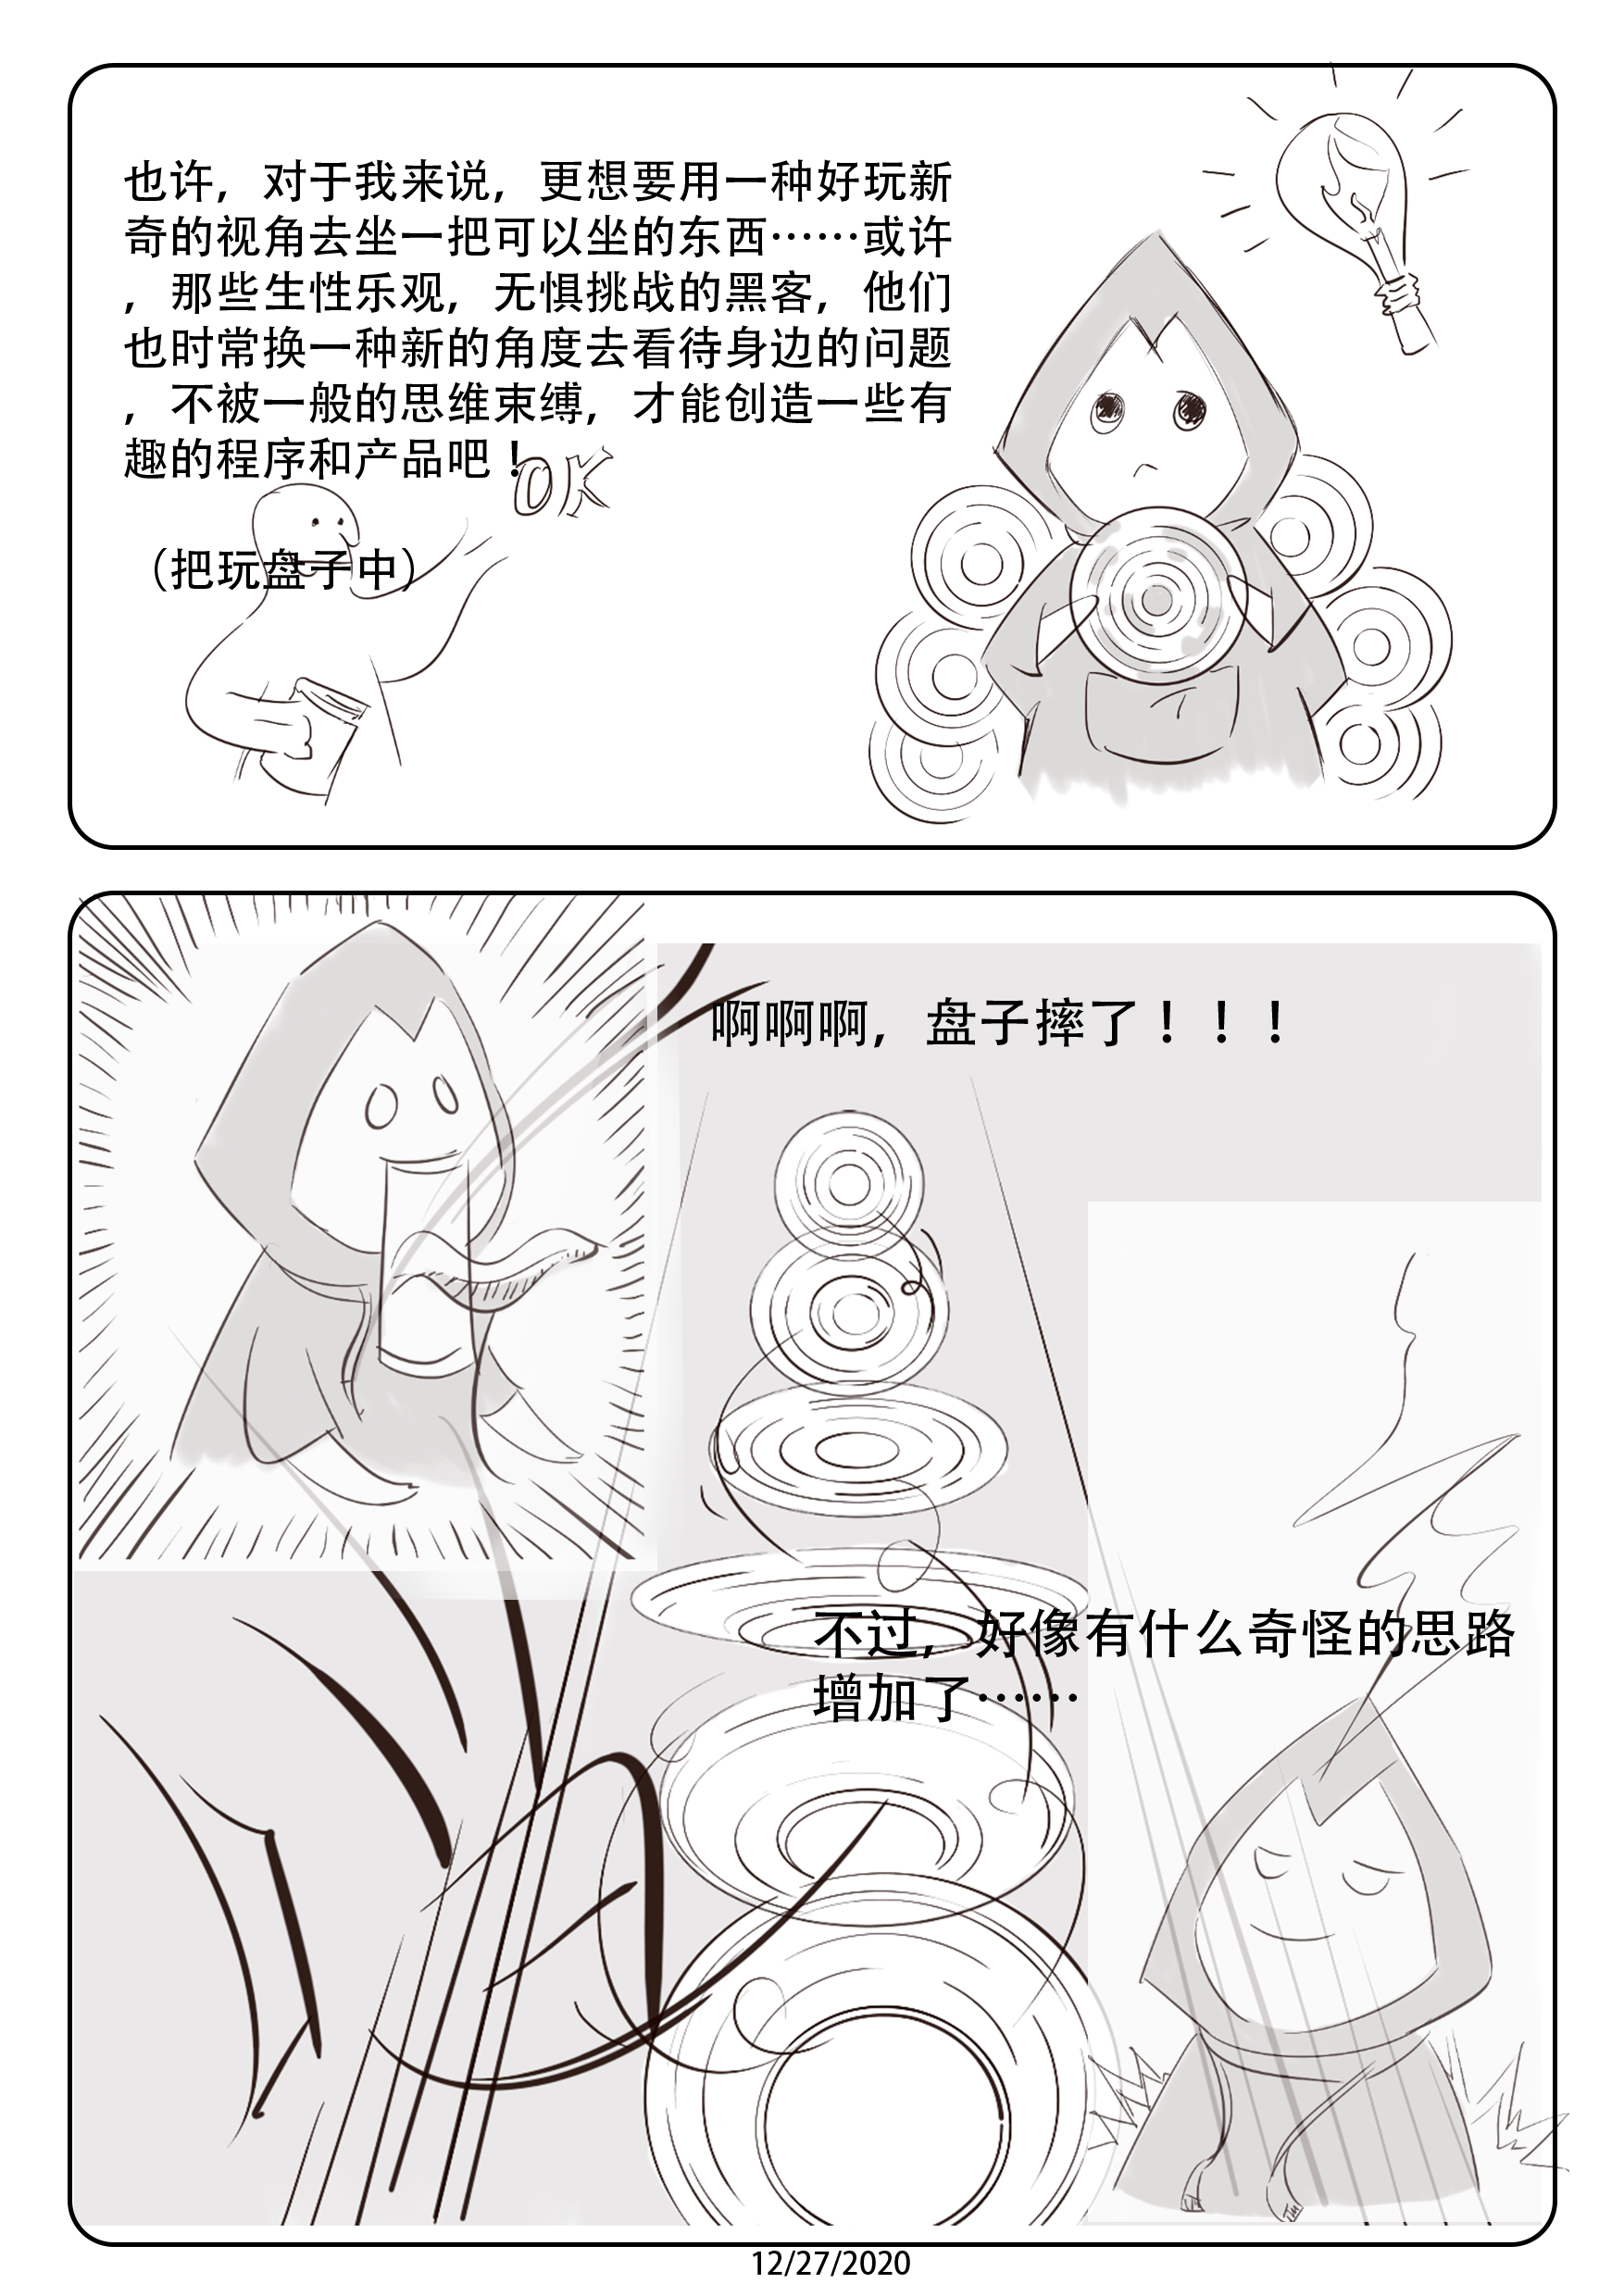 也许，对于我来说，更想要用一种好玩新
奇的视角去坐一把可以坐的东西……或许
，那些生性乐观，无惧挑战的黑客，他们
也时常换一种新的角度去看待身边的问题
，不被一般的思维束缚，才能创造一些有
趣的程序和产品吧！
OK
（把玩盘子中）
啊啊啊，盘子摔了！！！
不过，好像有什么奇怪的思路
增加了……
12/27/2020